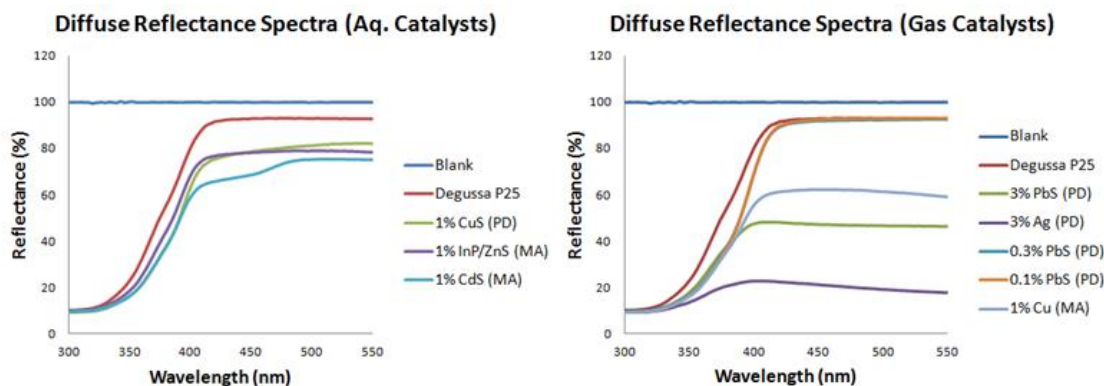 Diffuse Reflectance Spectra (Aq. Catalysts)
120
100
80
60
40
20
0
Reflectance (%)
300
350
400
450
500
550
Wavelength (nm)
Blank
Degussa P25
1% CuS (PD)
1% InP/ZnS (MA)
1% CdS (MA)
Diffuse Reflectance Spectra (Gas Catalysts)
120
100
80
60
40
20
0
Reflectance (%)
300
350
400
450
500
550
Wavelength (nm)
Blank
Degussa P25
3% PbS (PD)
3% Ag (PD)
0.3% PbS (PD)
0.1% PbS (PD)
1% Cu (MA)